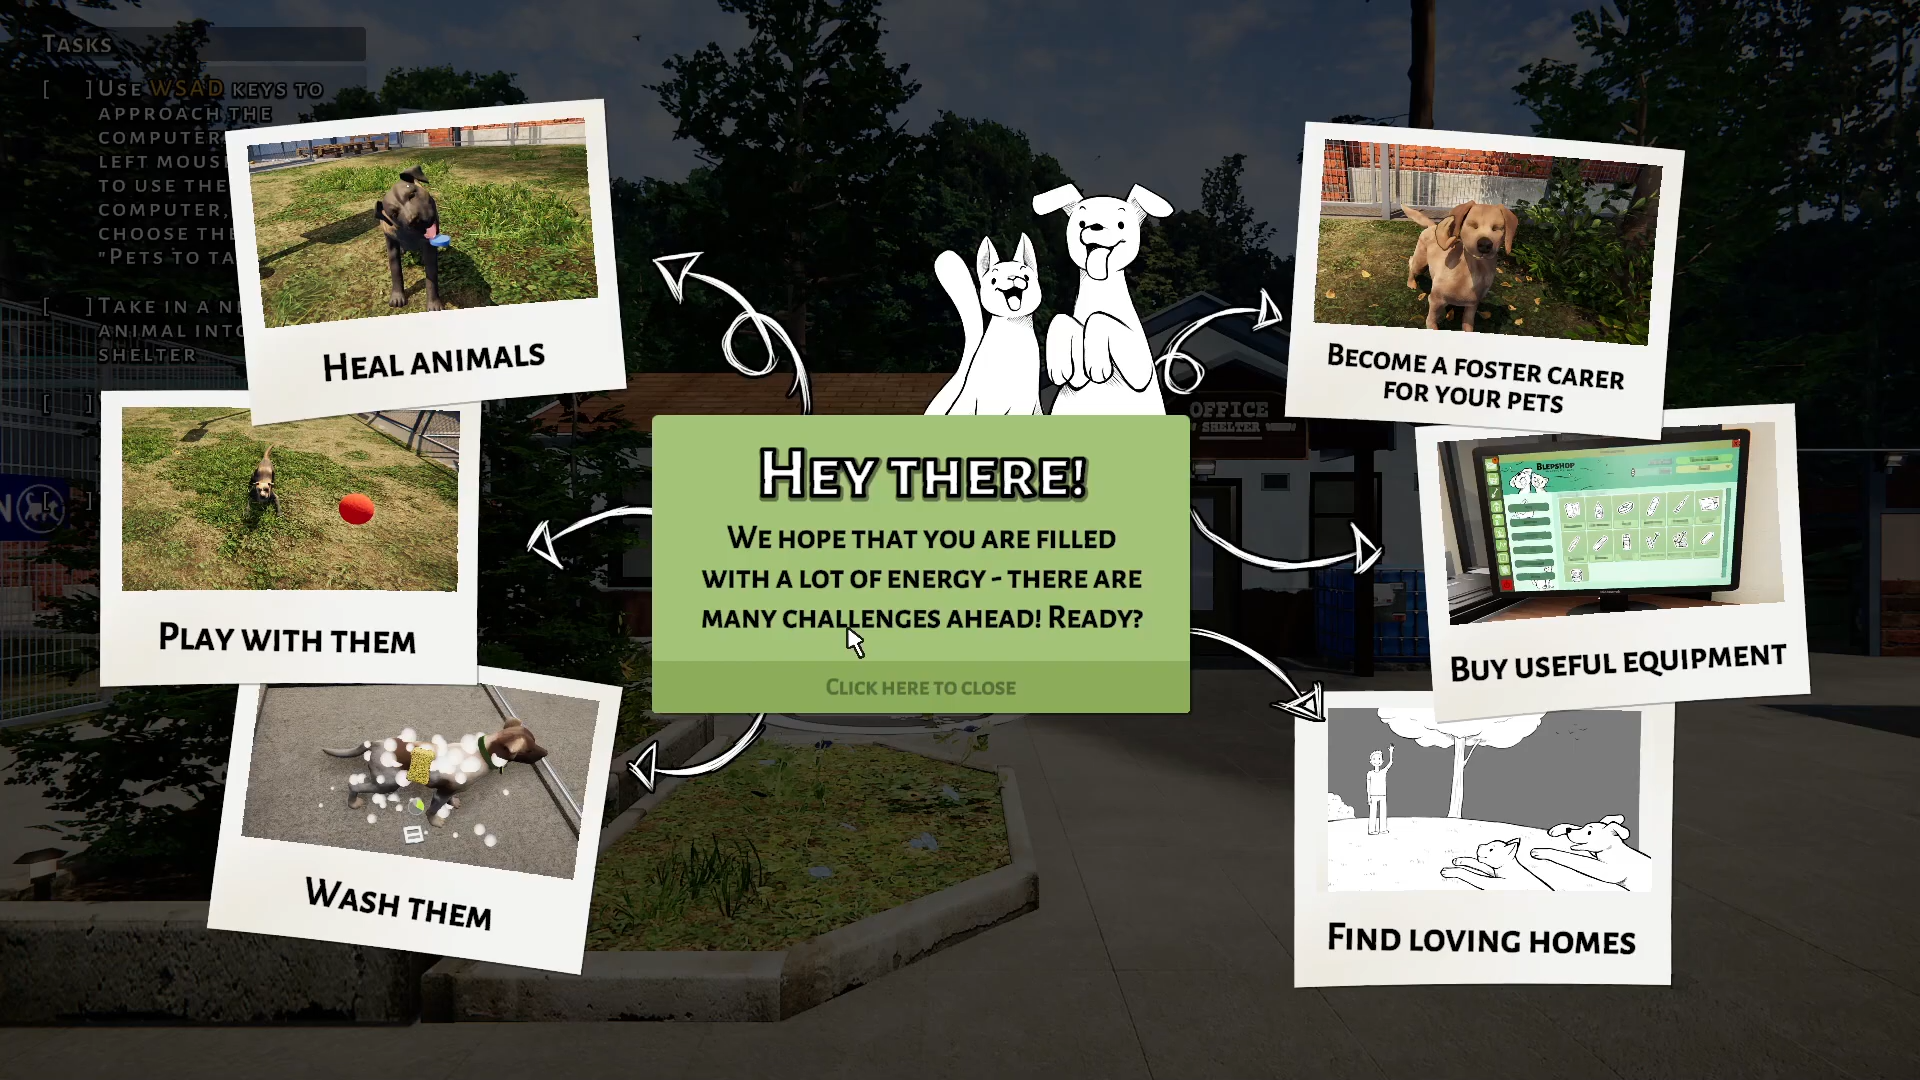 Tasks
[ ] Use WSAD keys to
approach the
computer
left mouse
to use the
computer,
choose the
"Pets to ta
[ ] Take in a ne
animal into
shelter
[ ]
[ ]
Heal animals
Play with them
Wash them
Hey there!
We hope that you are filled
with a lot of energy - there are
many challenges ahead! Ready?
Click here to close
Office
Shelter
Become a foster carer
for your pets
Blepshop
Buy useful equipment
Find loving homes